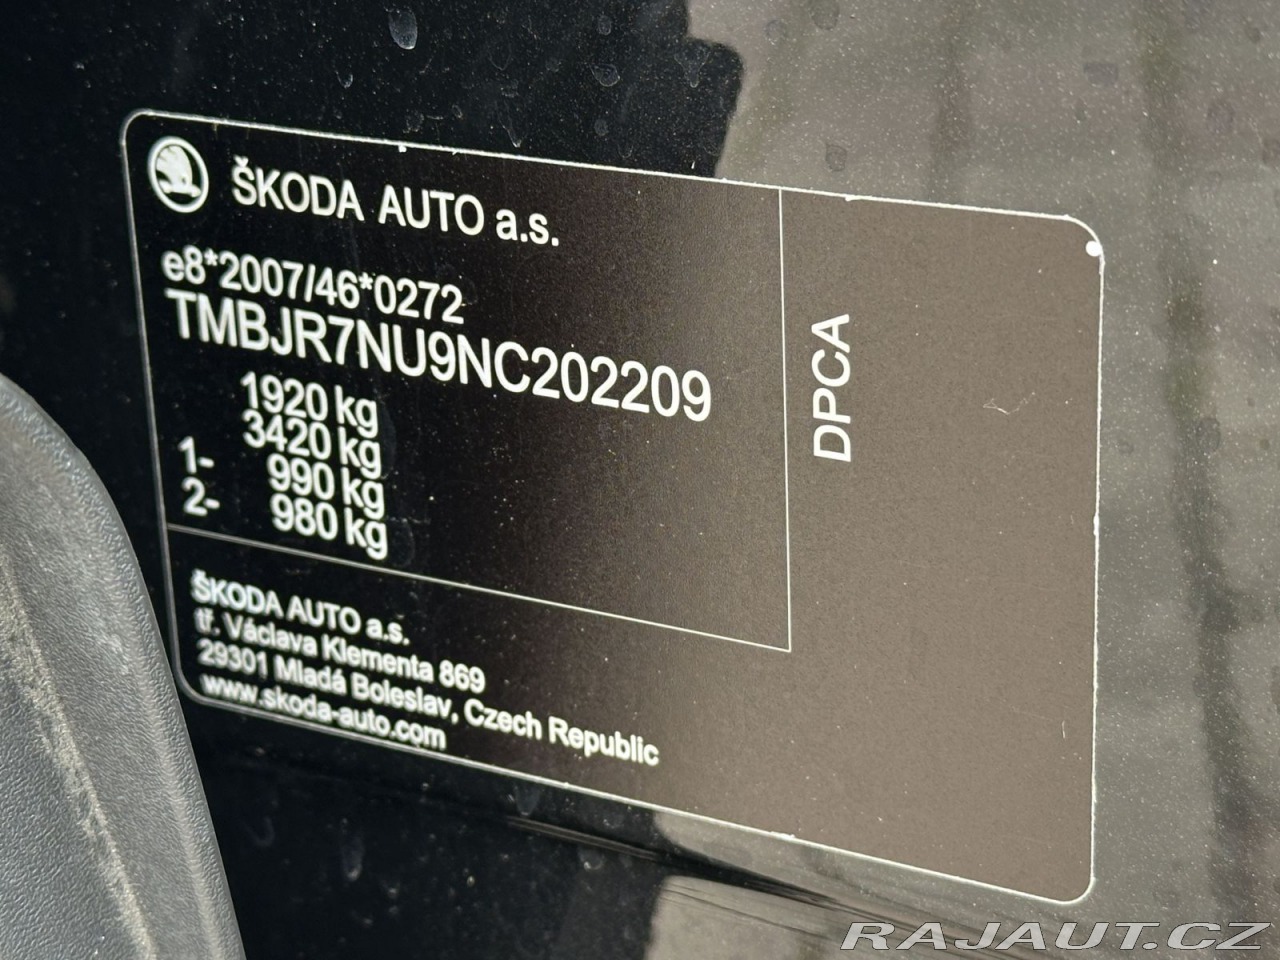 ŠKODA AUTO a.s.
e8*2007/46*0272
TMBJR7NU9NC202209
1920 kg
3420 kg
1- 990 kg
2- 980 kg
DPCA
ŠKODA AUTO a.s.
tř. Václava Klementa 869
29301 Mladá Boleslav, Czech Republic
www.skoda-auto.com
RAJAUT.CZ